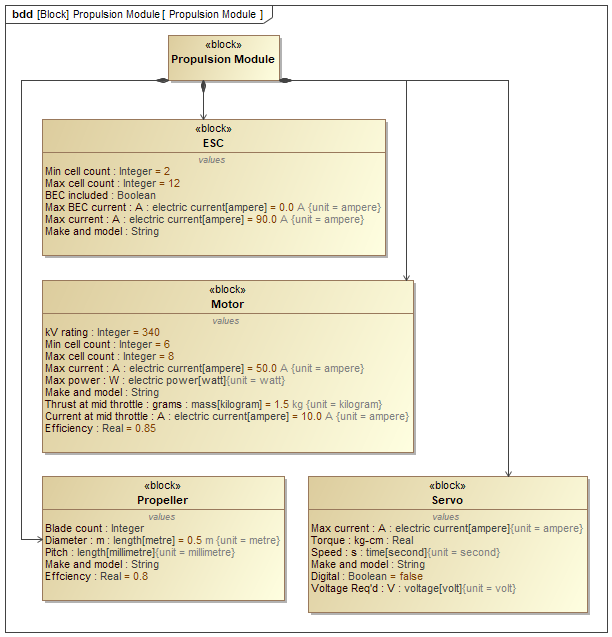 bdd [Block] Propulsion Module [ Propulsion Module ]
«block»
Propulsion Module
«block»
ESC
values
Min cell count : Integer = 2
Max cell count : Integer = 12
BEC included : Boolean
Max BEC current : A : electric current[ampere] = 0.0 A {unit = ampere}
Max current : A : electric current[ampere] = 90.0 A {unit = ampere}
Make and model : String
«block»
Motor
values
kV rating : Integer = 340
Min cell count : Integer = 6
Max cell count : Integer = 8
Max current : A : electric current[ampere] = 50.0 A {unit = ampere}
Max power : W : electric power[watt]{unit = watt}
Make and model : String
Thrust at mid throttle : grams : mass[kilogram] = 1.5 kg {unit = kilogram}
Current at mid throttle : A : electric current[ampere] = 10.0 A {unit = ampere}
Efficiency : Real = 0.85
«block»
Propeller
values
Blade count : Integer
Diameter : m : length[metre] = 0.5 m {unit = metre}
Pitch : length[millimetre]{unit = millimetre}
Make and model : String
Effciency : Real = 0.8
«block»
Servo
values
Max current : A : electric current[ampere]{unit = ampere}
Torque : kg-cm : Real
Speed : s : time[second]{unit = second}
Make and model : String
Digital : Boolean = false
Voltage Req'd : V : voltage[volt]{unit = volt}